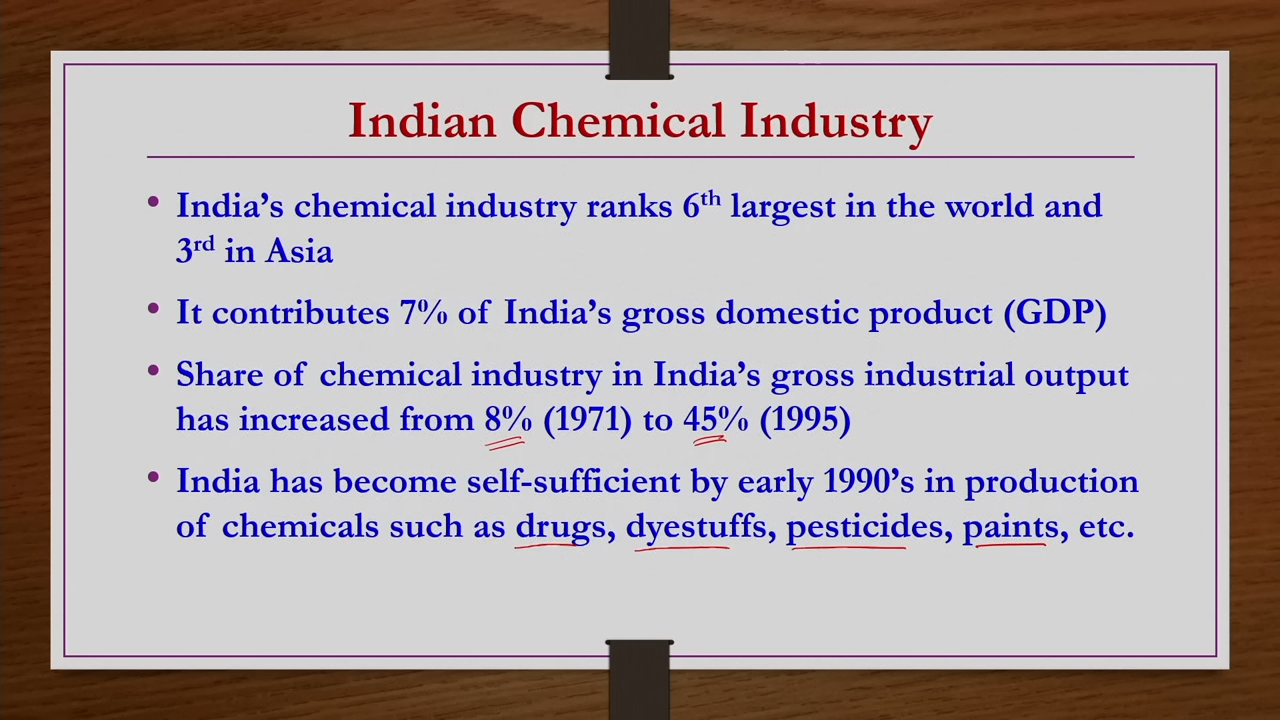 Indian Chemical Industry
• India’s chemical industry ranks 6th largest in the world and
3rd in Asia
• It contributes 7% of India’s gross domestic product (GDP)
• Share of chemical industry in India’s gross industrial output
has increased from 8% (1971) to 45% (1995)
• India has become self-sufficient by early 1990’s in production
of chemicals such as drugs, dyestuffs, pesticides, paints, etc.